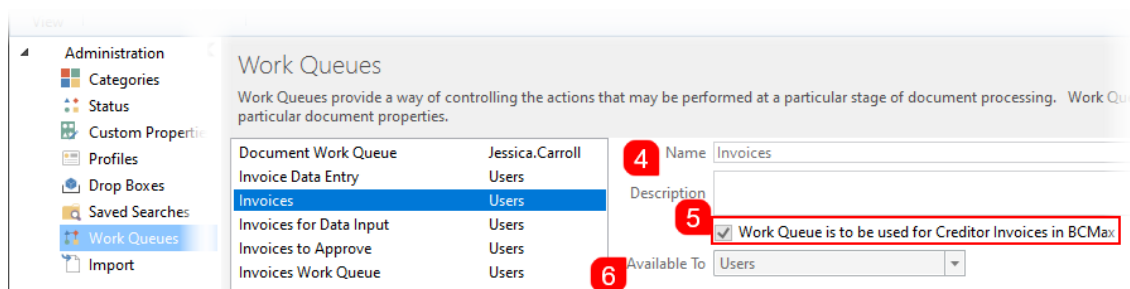 View
Administration
Categories
Status
Custom Propertie
Profiles
Drop Boxes
Saved Searches
Work Queues
Import
Work Queues
Work Queues provide a way of controlling the actions that may be performed at a particular stage of document processing. Work Qu
particular document properties.
Document Work Queue Jessica.Carroll
Invoice Data Entry Users
Invoices Users
Invoices for Data Input Users
Invoices to Approve Users
Invoices Work Queue Users
4 Name Invoices
Description
5 Work Queue is to be used for Creditor Invoices in BCMax
6 Available To Users